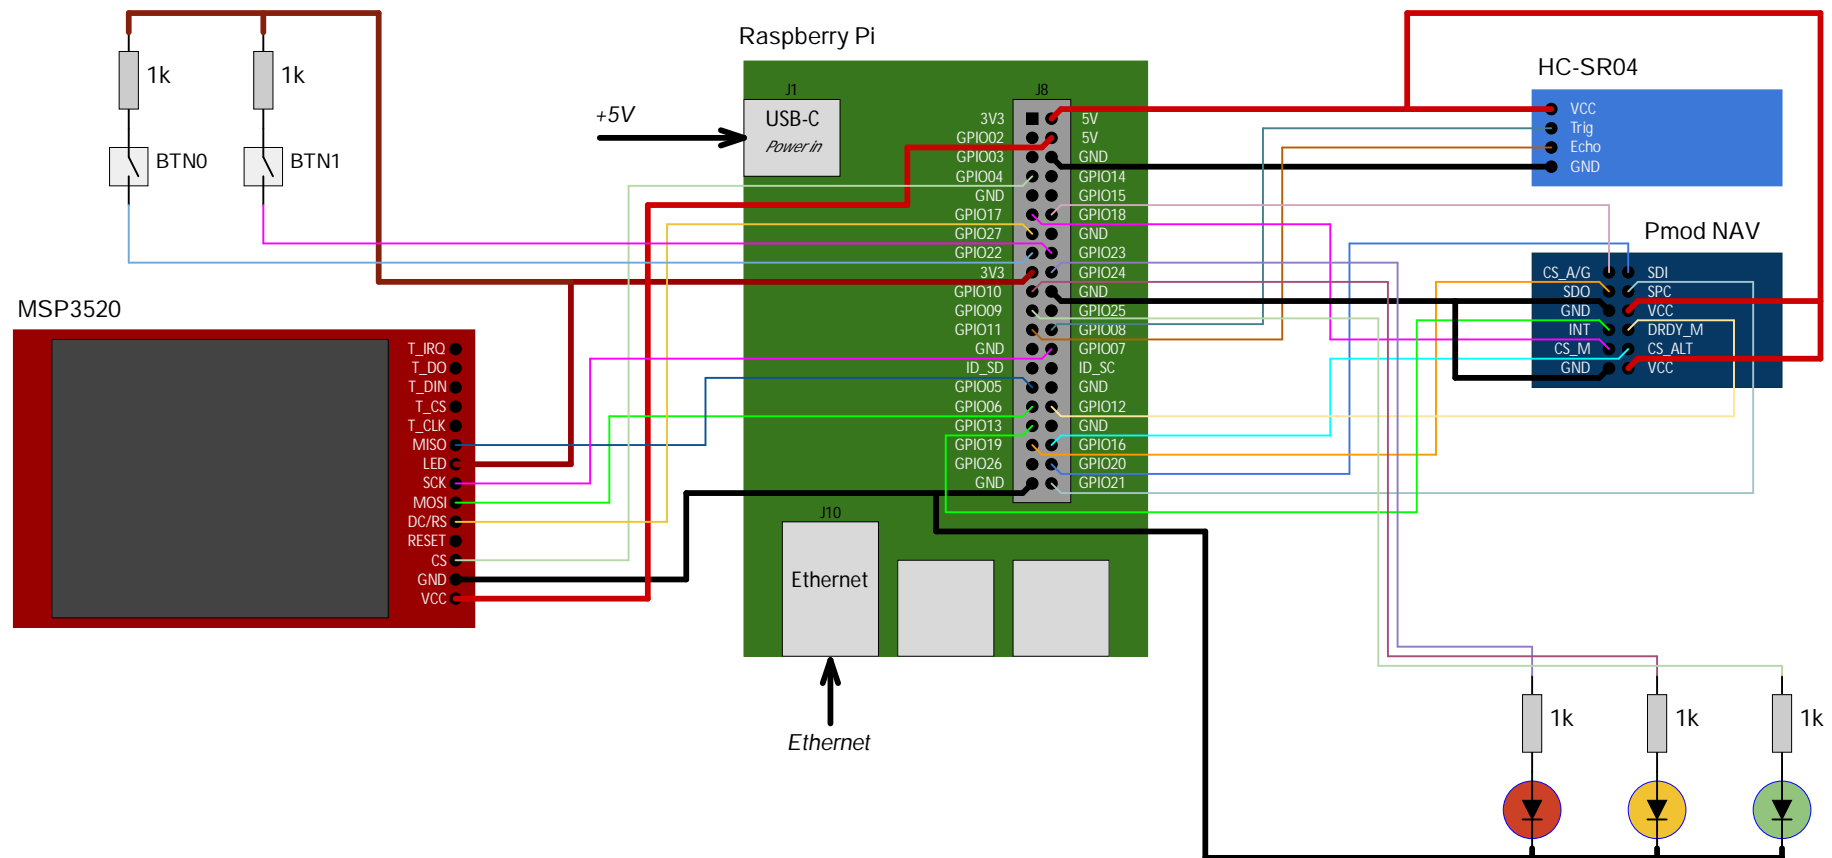 Raspberry Pi
1k
1k
BTN0
BTN1
+5V
J1
USB-C
Power in
J8
3V3
5V
GPIO02
5V
GPIO03
GND
GPIO04
GPIO14
GND
GPIO15
GPIO17
GPIO18
GPIO27
GND
GPIO22
GPIO23
3V3
GPIO24
GPIO10
GND
GPIO09
GPIO25
GPIO11
GPIO08
GND
GPIO07
ID_SD
ID_SC
GPIO05
GND
GPIO06
GPIO12
GPIO13
GND
GPIO19
GPIO16
GPIO26
GPIO20
GND
GPIO21
J10
Ethernet
Ethernet
HC-SR04
VCC
Trig
Echo
GND
Pmod NAV
CS_A/G
SDI
SDO
SPC
GND
VCC
INT
DRDY_M
CS_M
CS_ALT
GND
VCC
MSP3520
T_IRQ
T_DO
T_DIN
T_CS
T_CLK
MISO
LED
SCK
MOSI
DC/RS
RESET
CS
GND
VCC
1k
1k
1k